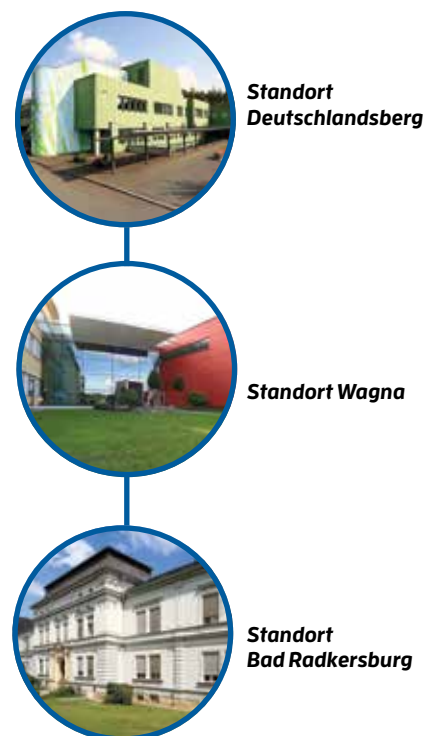 Standort
Deutschlandsberg
Standort Wagna
Standort
Bad Radkersburg